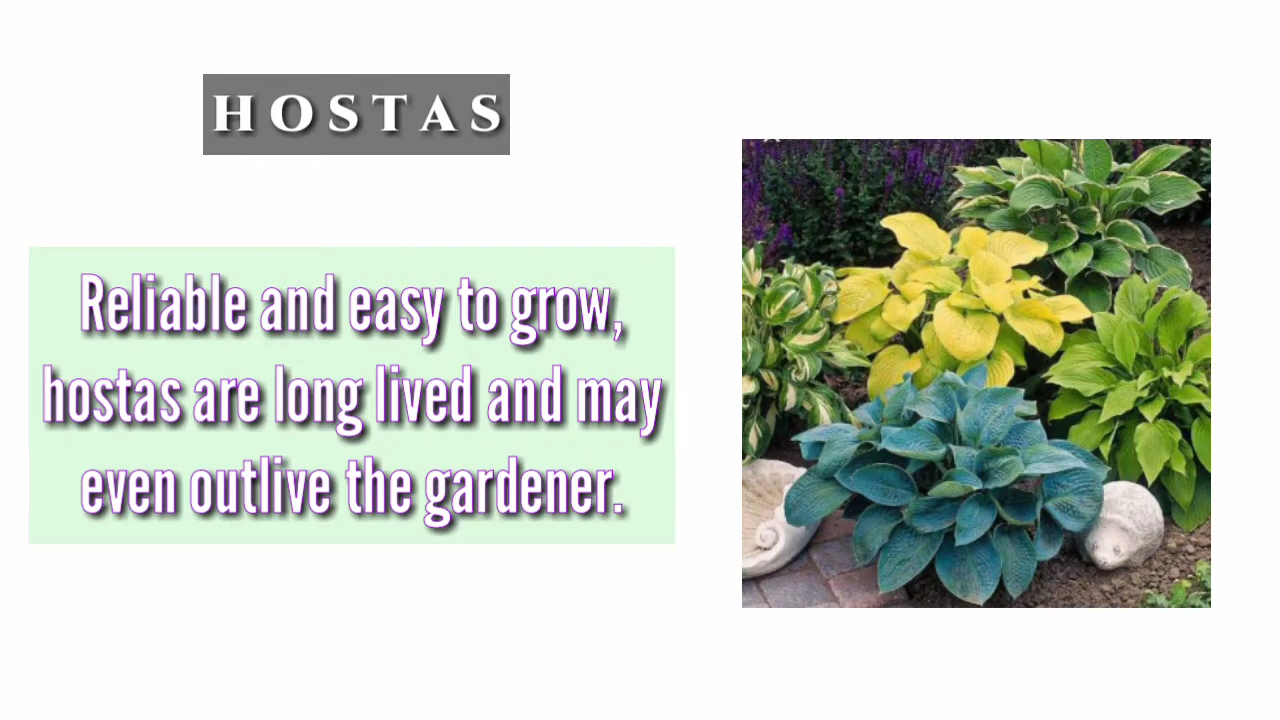 HOSTAS
Reliable and easy to grow,
hostas are long lived and may
even outlive the gardener.